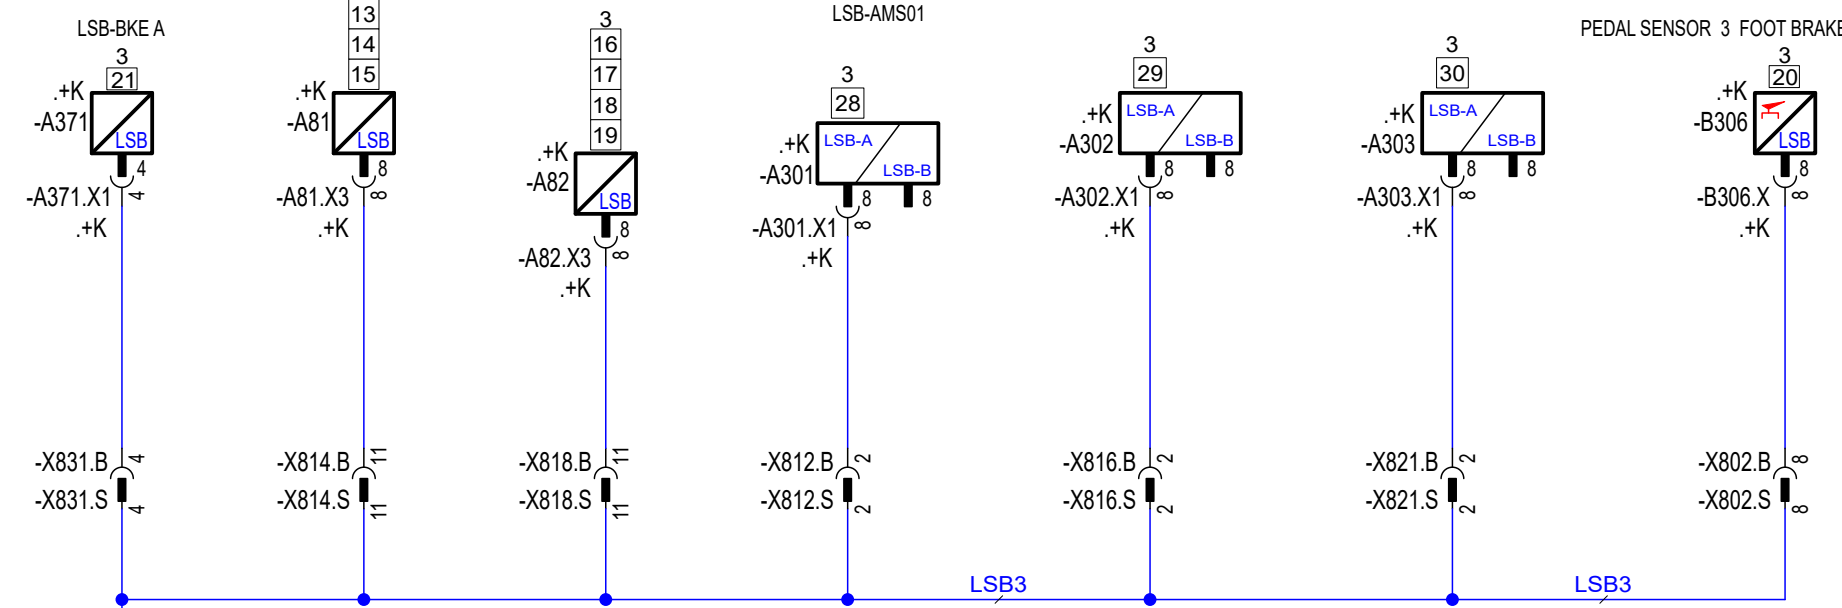 LSB-BKE A
3
21
.+K
-A371
LSB
4
-A371.X1
4
.+K
-X831.B
4
-X831.S
4
13
14
15
.+K
-A81
LSB
8
-A81.X3
8
.+K
-X814.B
11
-X814.S
11
3
16
17
18
19
.+K
-A82
LSB
8
-A82.X3
8
.+K
-X818.B
11
-X818.S
11
LSB-AMS01
3
28
.+K
-A301
LSB-A
LSB-B
8
8
-A301.X1
8
.+K
-X812.B
2
-X812.S
2
3
29
.+K
-A302
LSB-A
LSB-B
8
8
-A302.X1
8
.+K
-X816.B
2
-X816.S
2
3
30
.+K
-A303
LSB-A
LSB-B
8
8
-A303.X1
8
.+K
-X821.B
2
-X821.S
2
PEDAL SENSOR 3 FOOT BRAKE
3
20
.+K
-B306
LSB
8
-B306.X
8
.+K
-X802.B
8
-X802.S
8
LSB3
LSB3